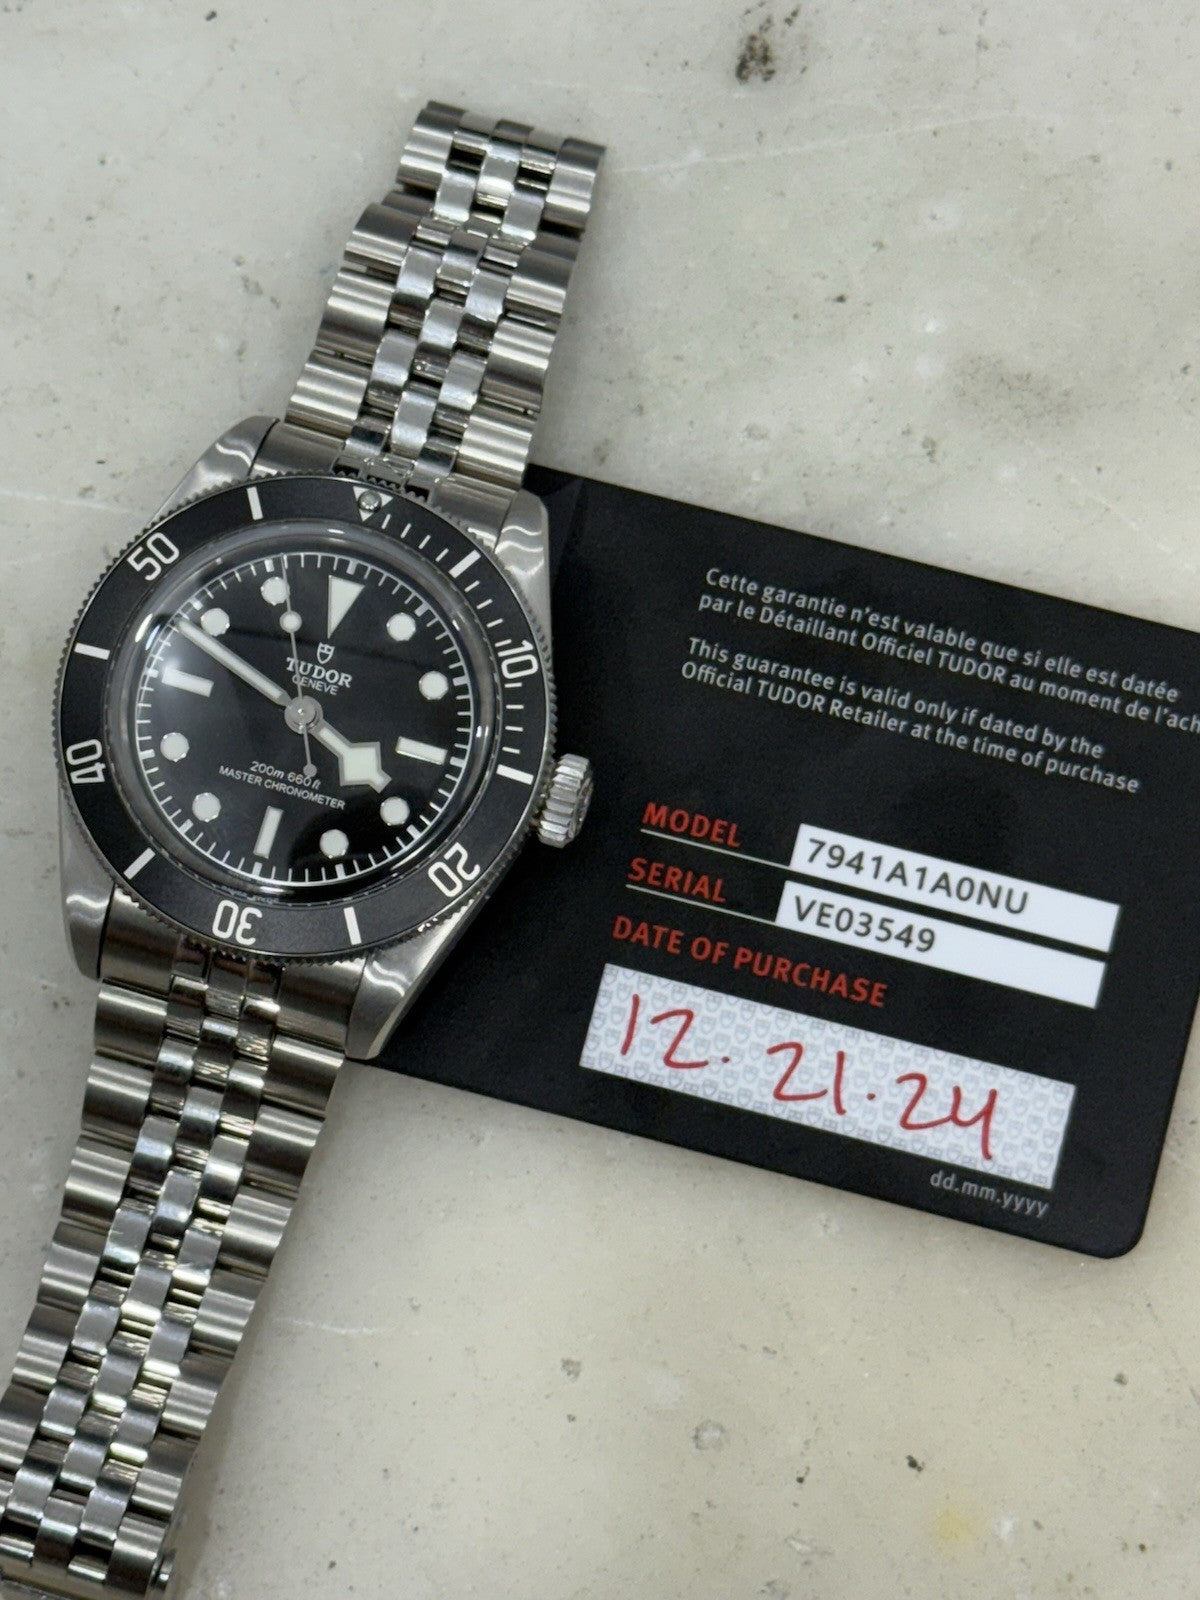 50
10
40
20
30
TUDOR
GENEVE
200m 660ft
MASTER CHRONOMETER
Cette garantie n'est valable que si elle est datée
par le Détaillant Officiel TUDOR au moment de l'ach
This guarantee is valid only if dated by the
Official TUDOR Retailer at the time of purchase
MODEL 7941A1A0NU
SERIAL VE03549
DATE OF PURCHASE
12.21.24
dd.mm.yyyy